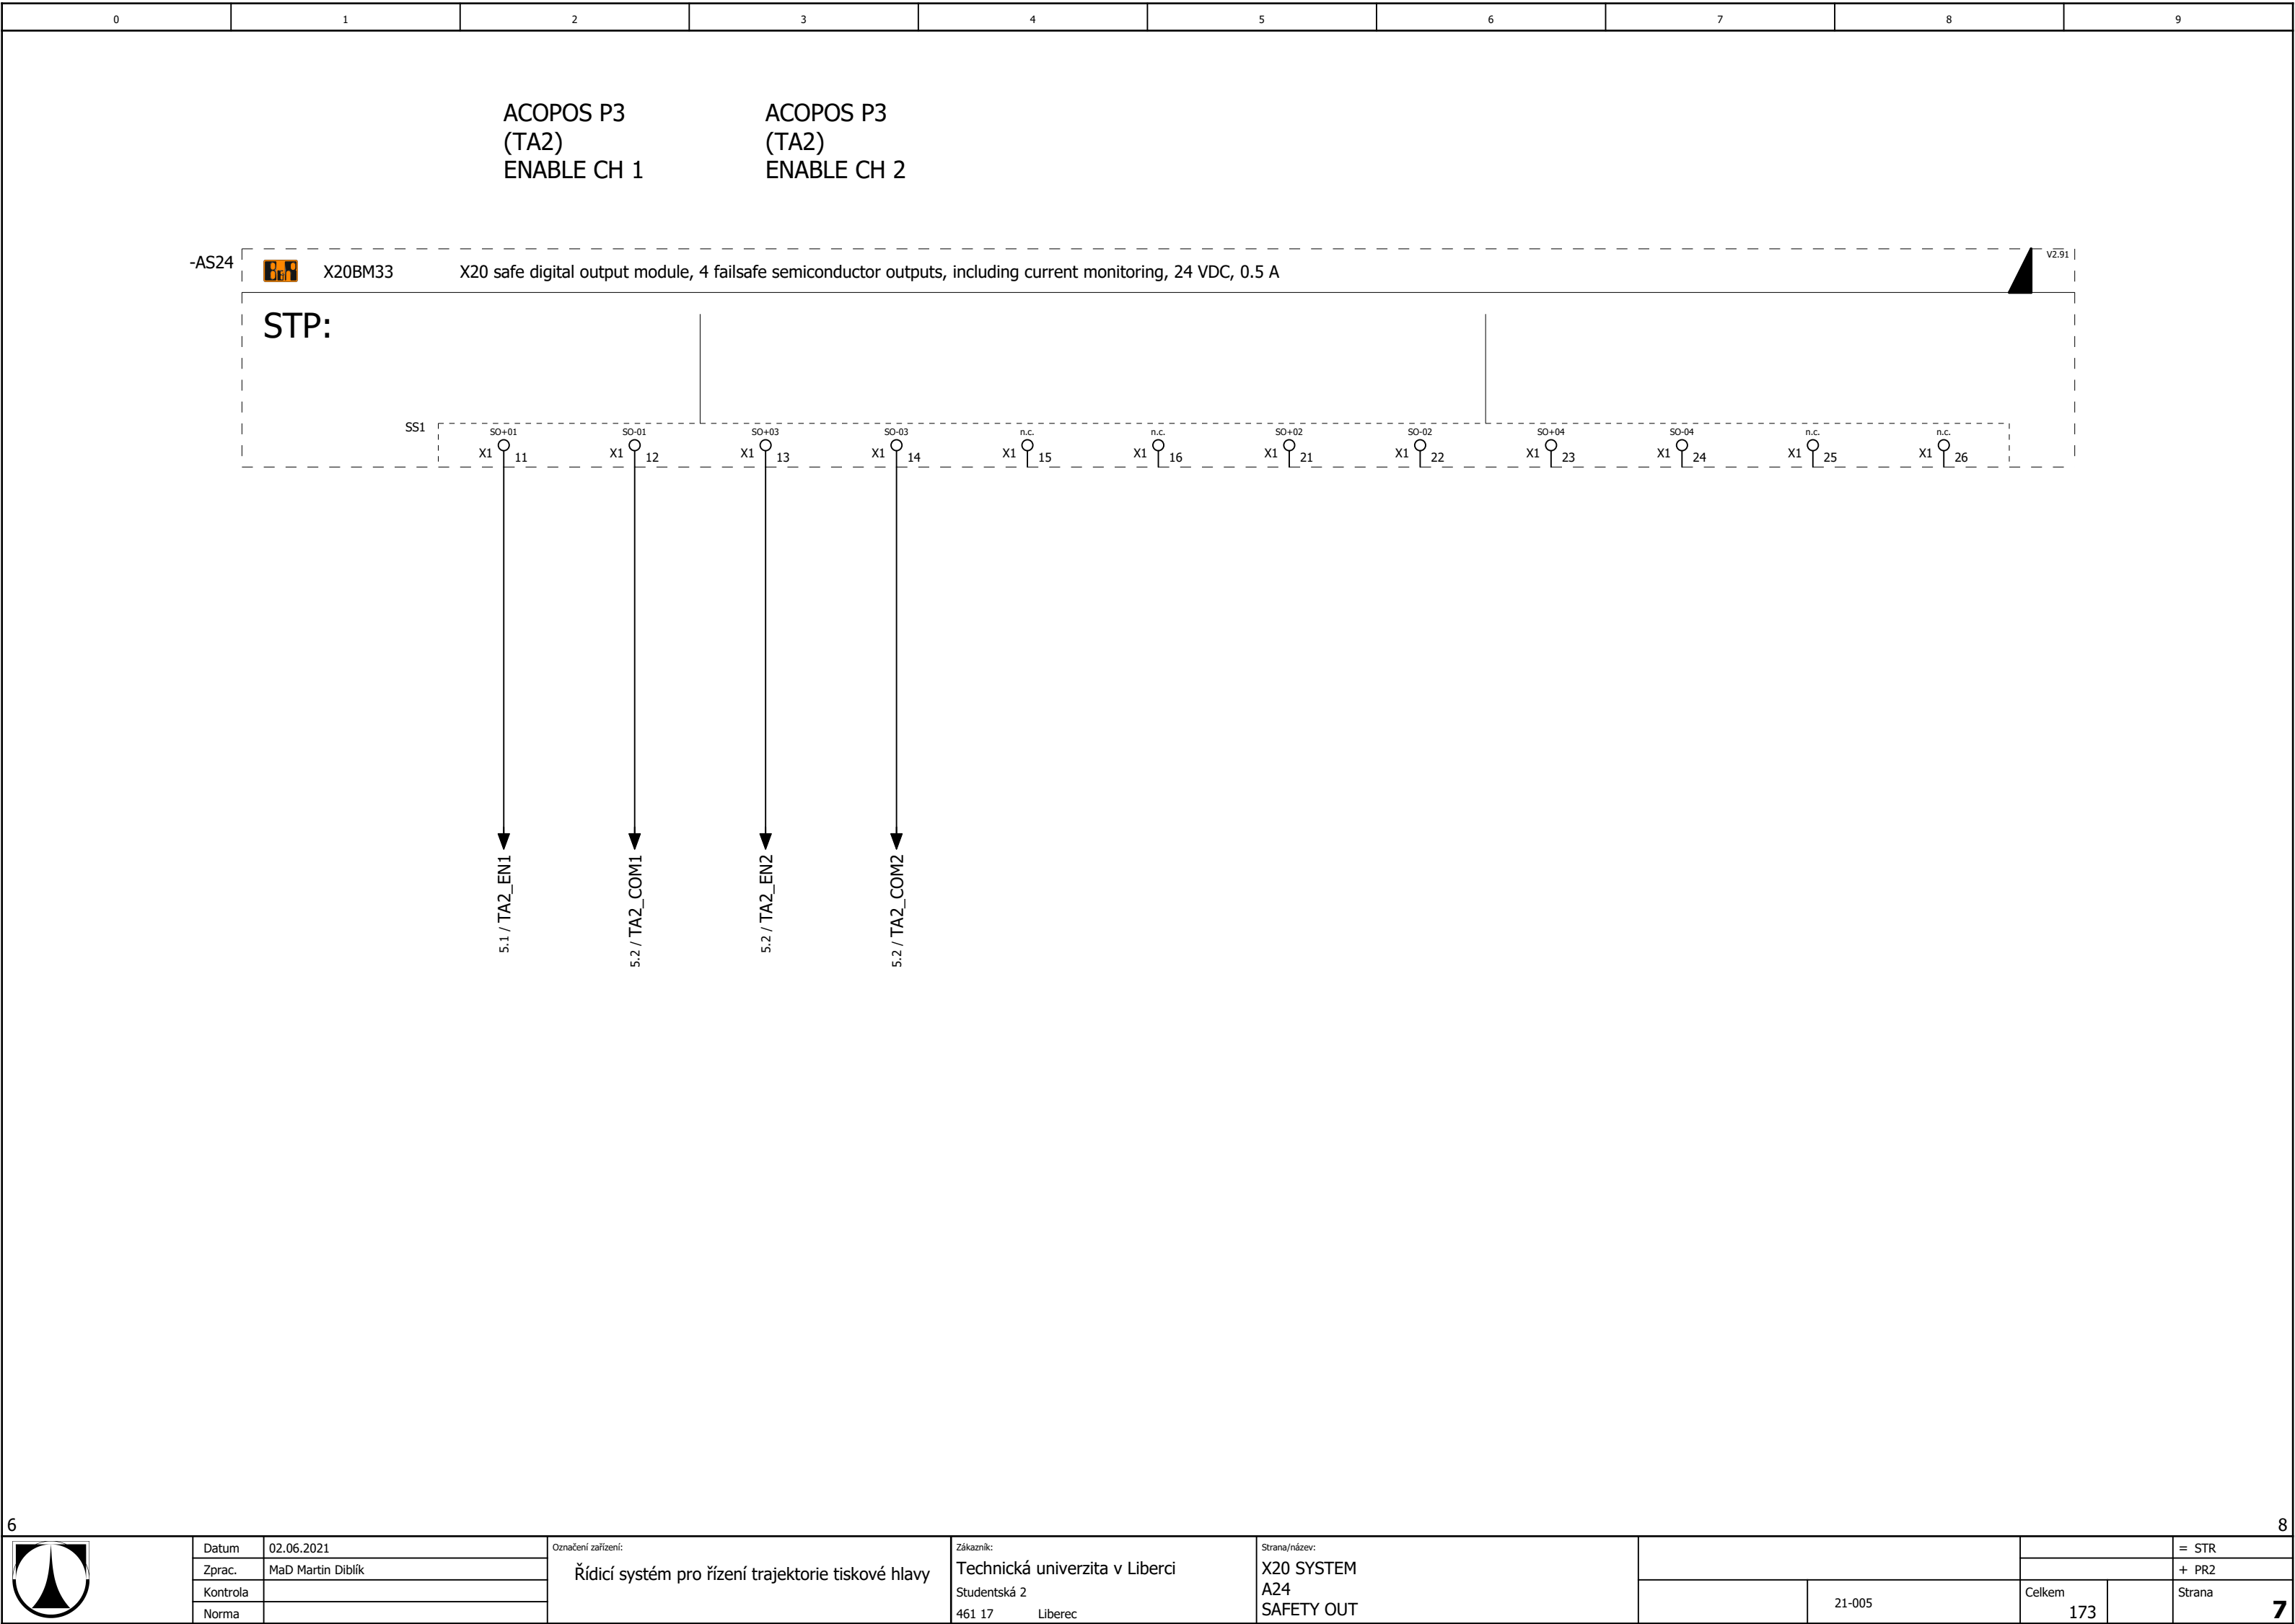 0 1 2 3 4 5 6 7 8 9
ACOPOS P3
(TA2)
ENABLE CH 1
ACOPOS P3
(TA2)
ENABLE CH 2
-AS24
B&R X20BM33 X20 safe digital output module, 4 failsafe semiconductor outputs, including current monitoring, 24 VDC, 0.5 A V2.91
STP:
SS1
SO+01 SO-01 SO+03 SO-03 n.c. n.c. SO+02 SO-02 SO+04 SO-04 n.c. n.c.
X1 11 X1 12 X1 13 X1 14 X1 15 X1 16 X1 21 X1 22 X1 23 X1 24 X1 25 X1 26
5.1 / TA2_EN1
5.2 / TA2_COM1
5.2 / TA2_EN2
5.2 / TA2_COM2
6 8
Datum 02.06.2021
Zprac. MaD Martin Diblík
Kontrola
Norma
Označení zařízení:
Řídicí systém pro řízení trajektorie tiskové hlavy
Zákazník:
Technická univerzita v Liberci
Studentská 2
461 17 Liberec
Strana/název:
X20 SYSTEM
A24
SAFETY OUT
21-005
Celkem
173
= STR
+ PR2
Strana
7